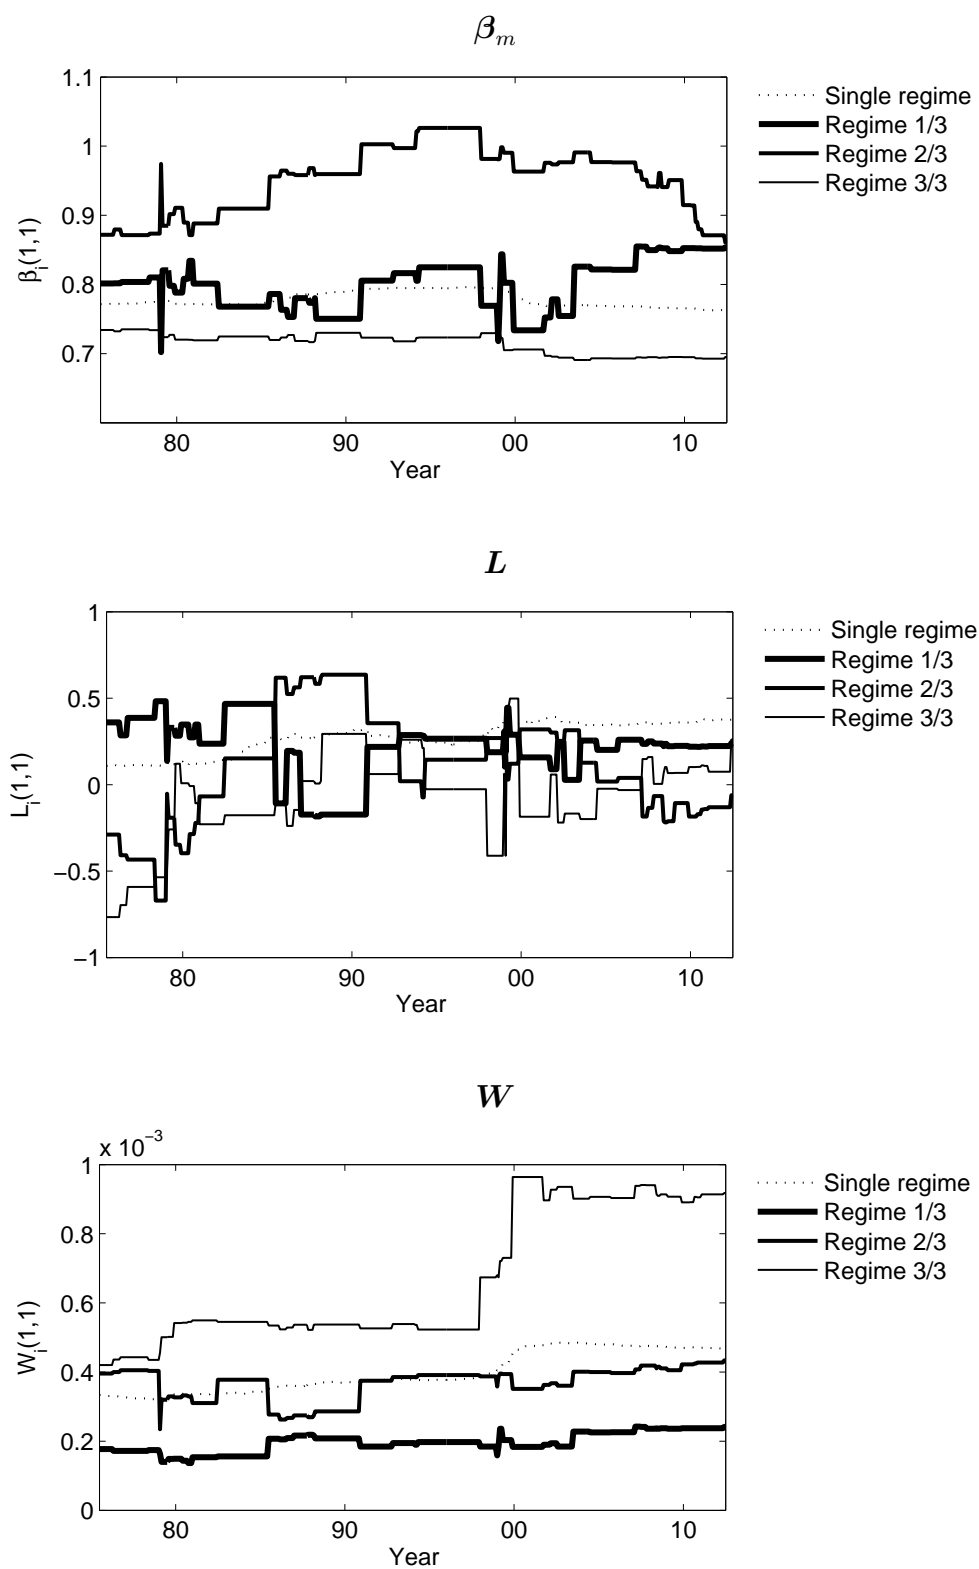 βm
1.1
1
0.9
0.8
0.7
βi(1,1)
80 90 00 10
Year
Single regime
Regime 1/3
Regime 2/3
Regime 3/3
L
1
0.5
0
−0.5
−1
Li(1,1)
80 90 00 10
Year
Single regime
Regime 1/3
Regime 2/3
Regime 3/3
W
x 10−3
1
0.8
0.6
0.4
0.2
0
Wi(1,1)
80 90 00 10
Year
Single regime
Regime 1/3
Regime 2/3
Regime 3/3